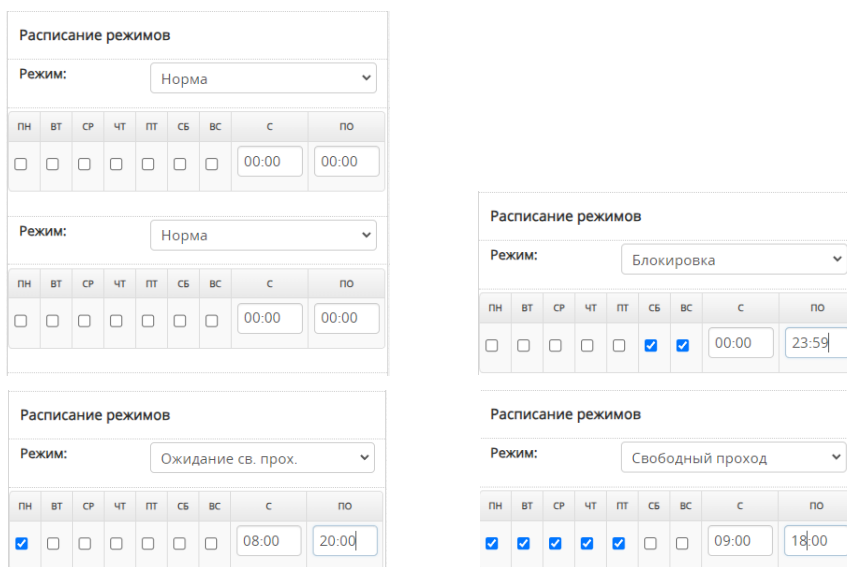 Расписание режимов
Режим: Норма
ПН ВТ СР ЧТ ПТ СБ ВС С ПО
00:00 00:00
Режим: Норма
ПН ВТ СР ЧТ ПТ СБ ВС С ПО
00:00 00:00
Расписание режимов
Режим: Блокировка
ПН ВТ СР ЧТ ПТ СБ ВС С ПО
00:00 23:59
Расписание режимов
Режим: Ожидание св. прох.
ПН ВТ СР ЧТ ПТ СБ ВС С ПО
08:00 20:00
Расписание режимов
Режим: Свободный проход
ПН ВТ СР ЧТ ПТ СБ ВС С ПО
09:00 18:00